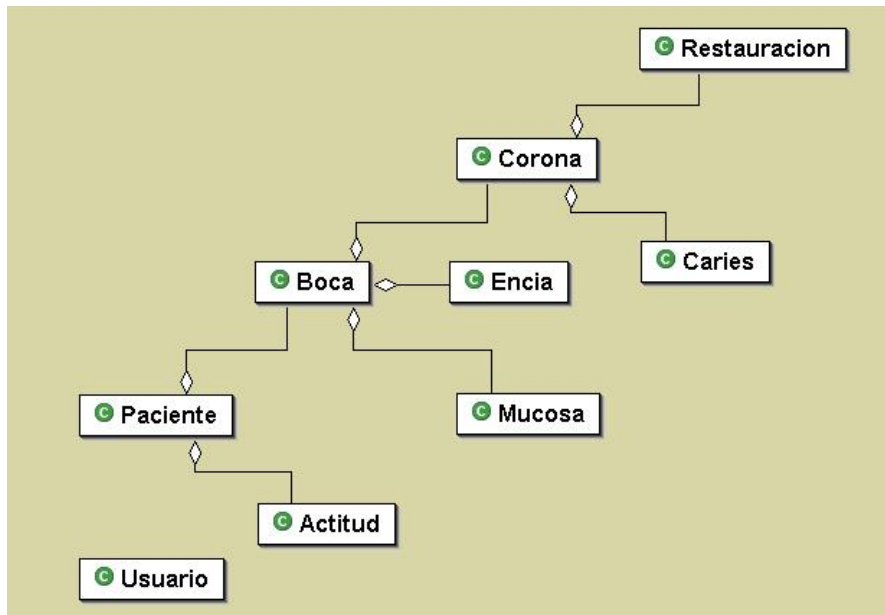 C Restauracion
C Corona
C Caries
C Boca
C Encia
C Paciente
C Mucosa
C Actitud
C Usuario